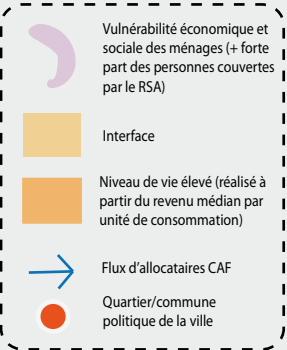 Vulnérabilité économique et
sociale des ménages (+ forte
part des personnes couvertes
par le RSA)
Interface
Niveau de vie élevé (réalisé à
partir du revenu médian par
unité de consommation)
Flux d'allocataires CAF
Quartier/commune
politique de la ville